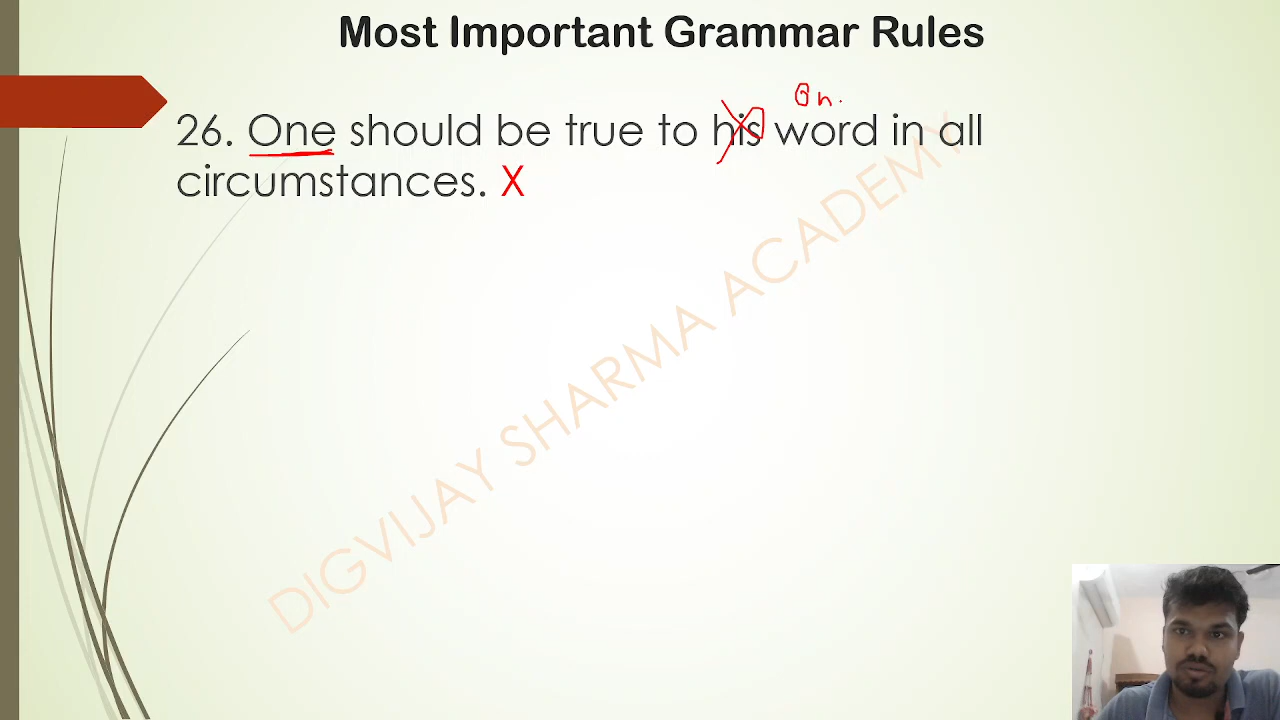 Most Important Grammar Rules
On
26. One should be true to his word in all
circumstances. X
DIGVIJAY SHARMA ACADEMY